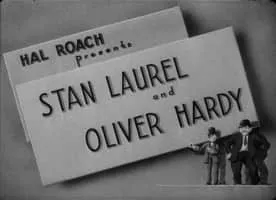 HAL ROACH
presents
STAN LAUREL
and
OLIVER HARDY